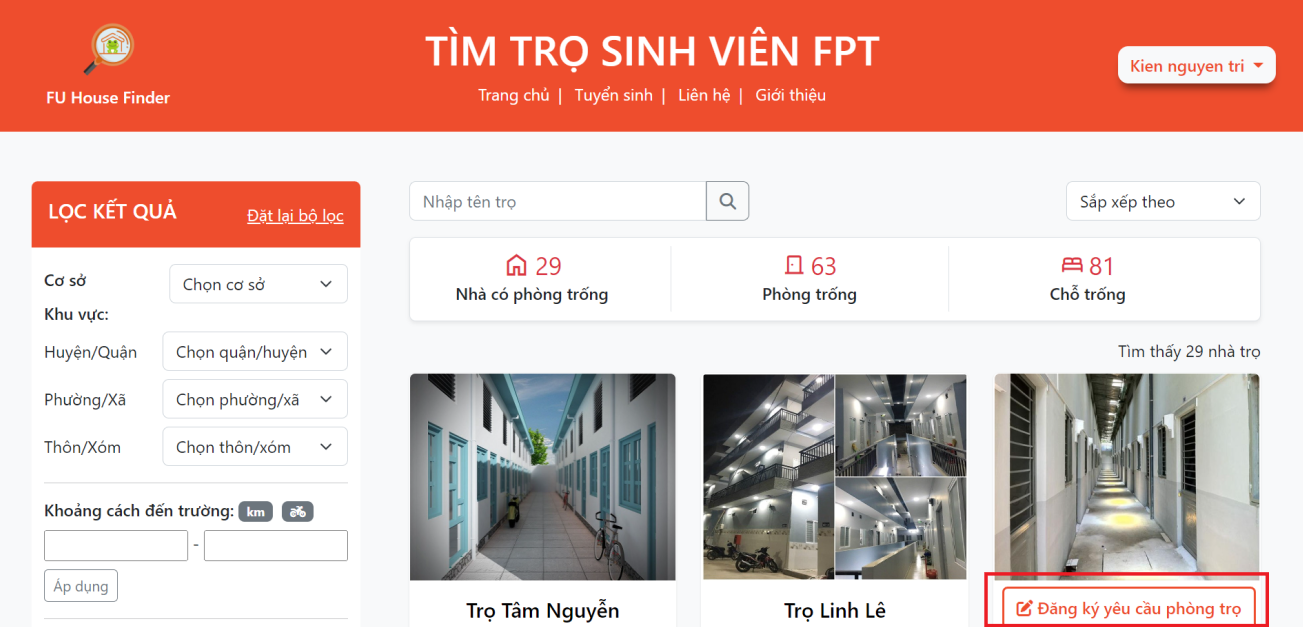 TÌM TRỌ SINH VIÊN FPT
Kien nguyen tri
FU House Finder
Trang chủ | Tuyển sinh | Liên hệ | Giới thiệu
LỌC KẾT QUẢ
Đặt lại bộ lọc
Cơ sở
Chọn cơ sở
Khu vực:
Huyện/Quận
Chọn quận/huyện
Phường/Xã
Chọn phường/xã
Thôn/Xóm
Chọn thôn/xóm
Khoảng cách đến trường: km
-
Áp dụng
Nhập tên trọ
Sắp xếp theo
29
Nhà có phòng trống
63
Phòng trống
81
Chỗ trống
Tìm thấy 29 nhà trọ
Trọ Tâm Nguyễn
Trọ Linh Lê
Đăng ký yêu cầu phòng trọ